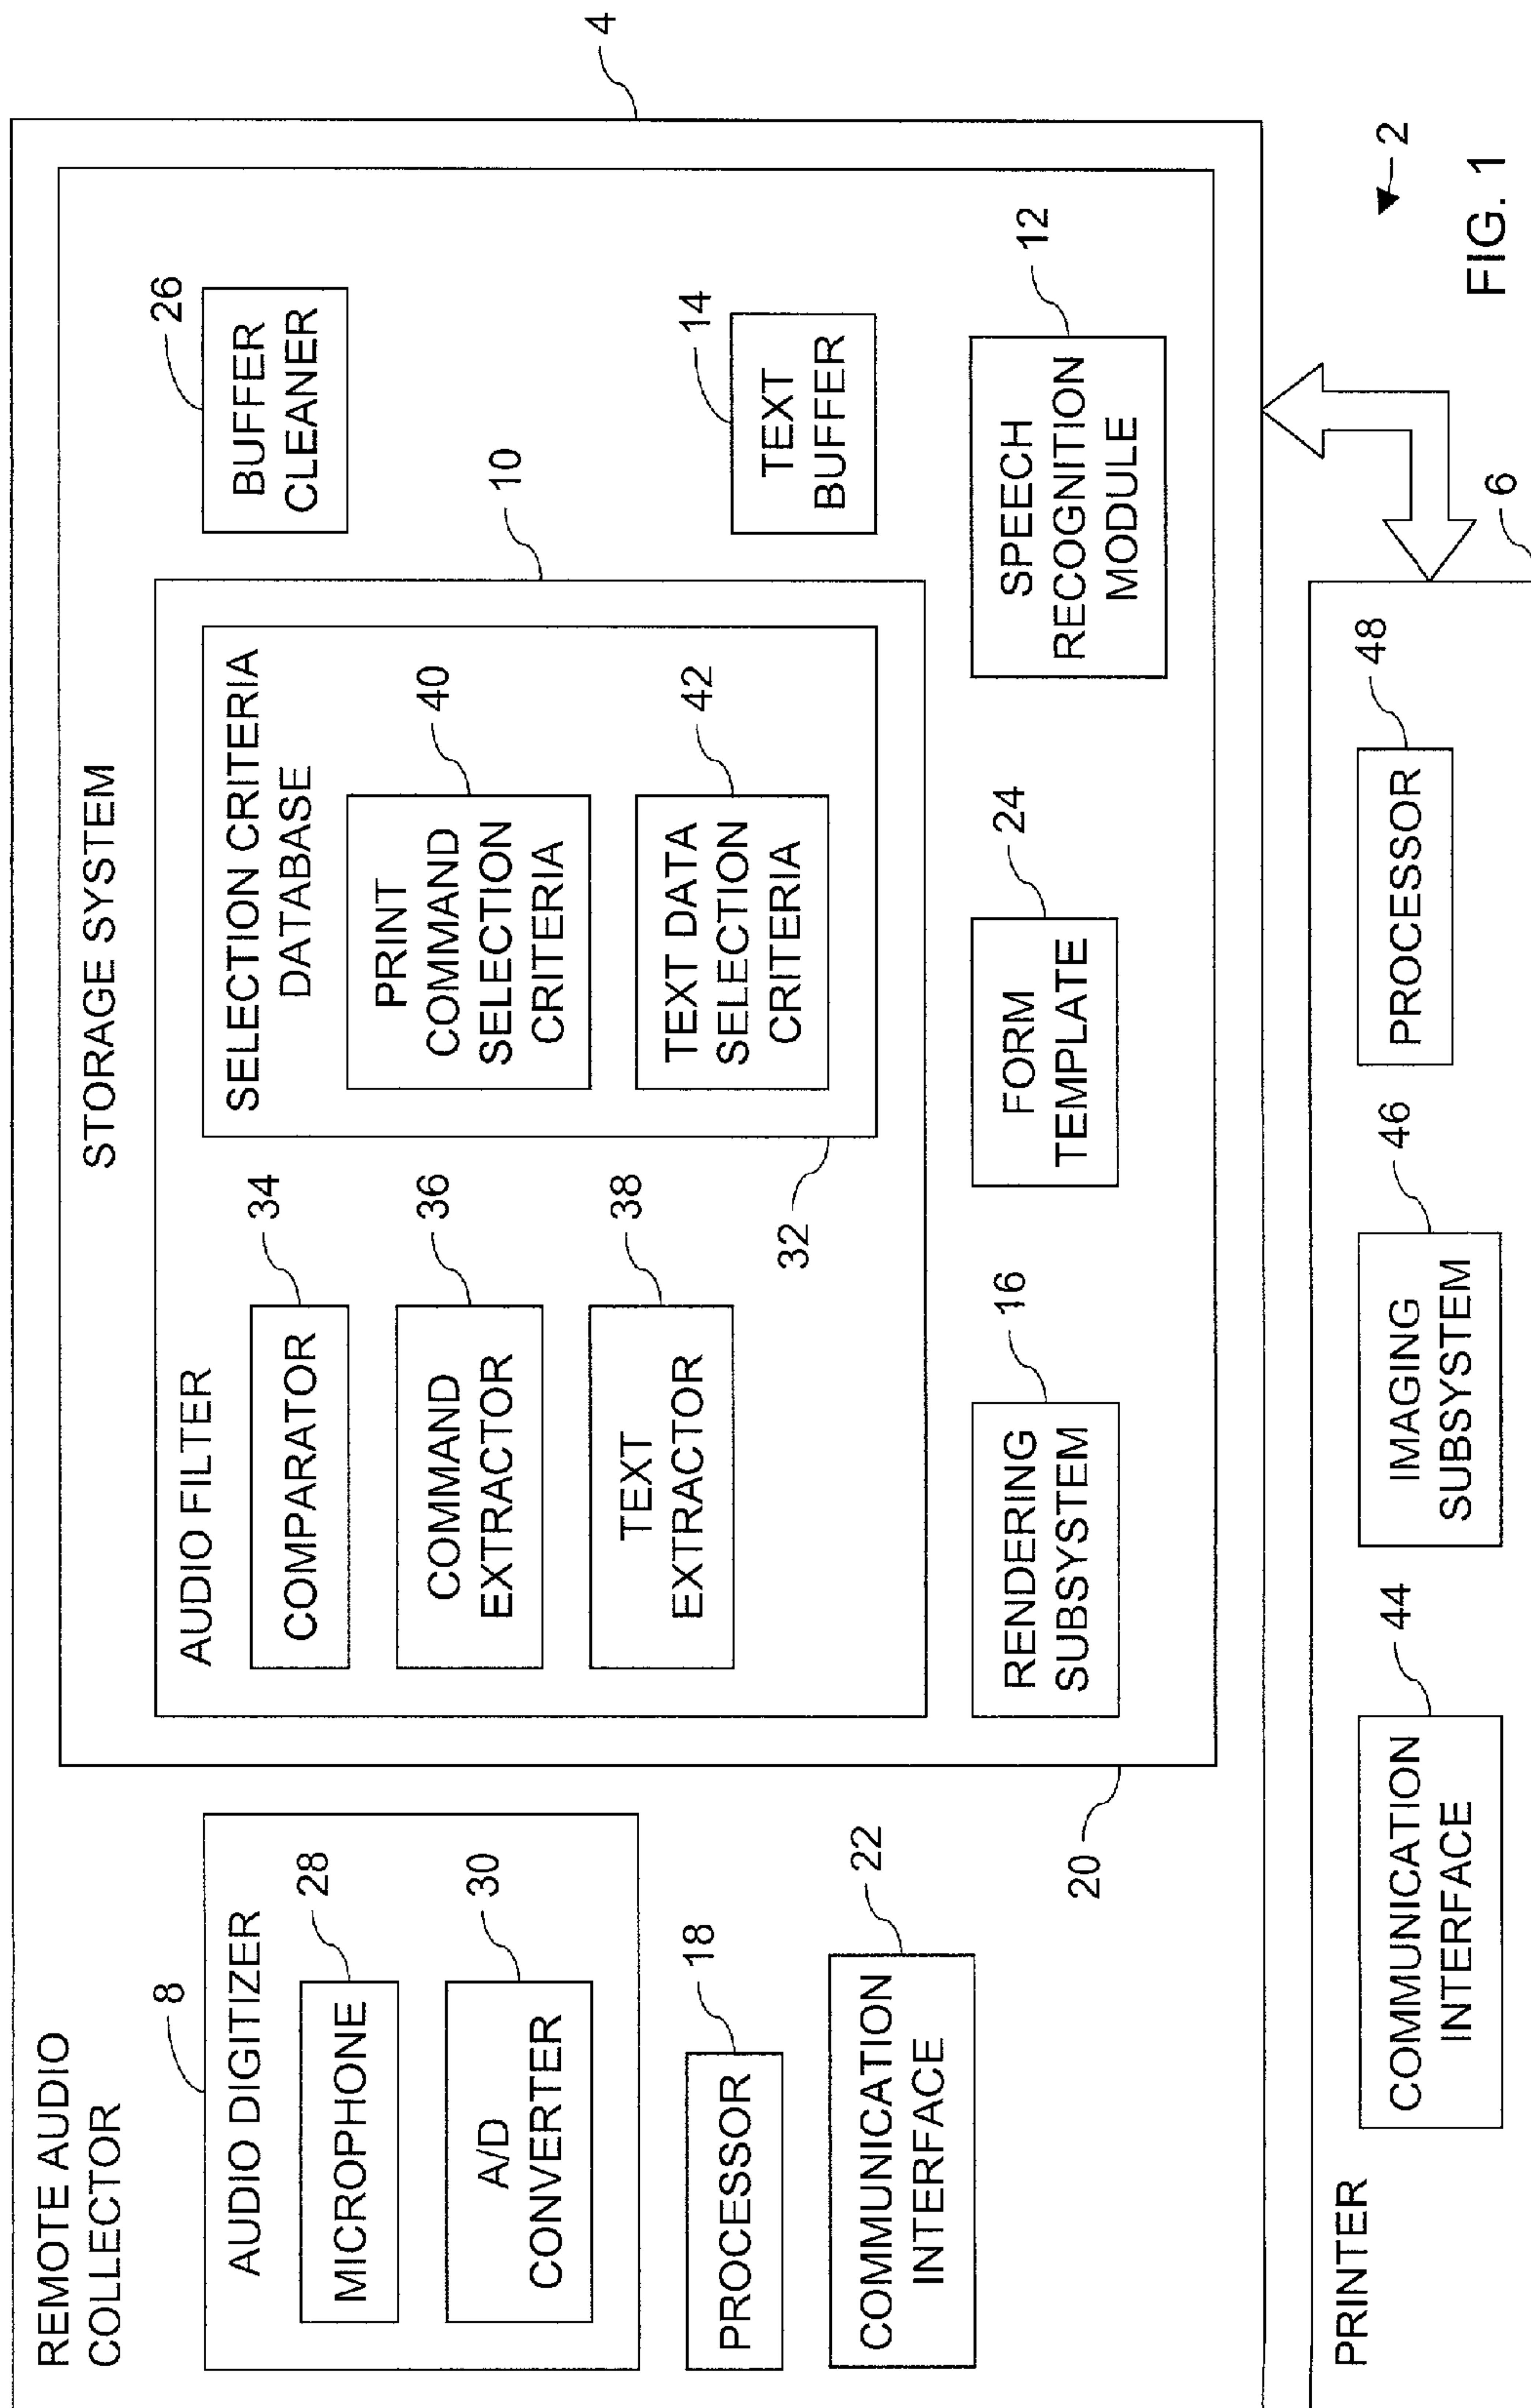 REMOTE AUDIO
COLLECTOR
4
8
AUDIO DIGITIZER
MICROPHONE
28
A/D
CONVERTER
30
PROCESSOR
18
COMMUNICATION
INTERFACE
22
20
STORAGE SYSTEM
AUDIO FILTER
10
COMPARATOR
34
COMMAND
EXTRACTOR
36
TEXT
EXTRACTOR
38
SELECTION CRITERIA
DATABASE
32
PRINT
COMMAND
SELECTION
CRITERIA
40
TEXT DATA
SELECTION
CRITERIA
42
BUFFER
CLEANER
26
TEXT
BUFFER
14
RENDERING
SUBSYSTEM
16
FORM
TEMPLATE
24
SPEECH
RECOGNITION
MODULE
12
PRINTER
6
COMMUNICATION
INTERFACE
44
IMAGING
SUBSYSTEM
46
PROCESSOR
48
2
FIG. 1